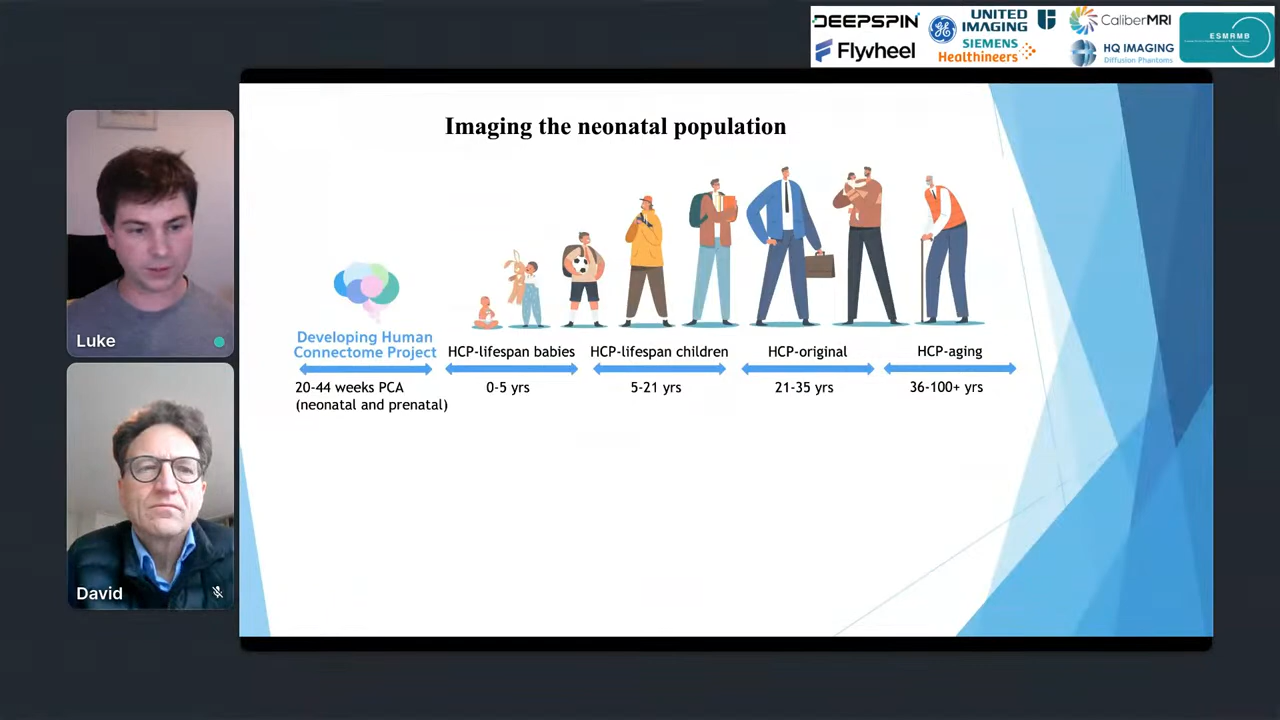 DEEPSPIN
UNITED
IMAGING
CaliberMRI
ESMRMB
Flywheel
SIEMENS
Healthineers
HQ IMAGING
Diffusion Phantoms
Imaging the neonatal population
Luke
David
Developing Human
Connectome Project
HCP-lifespan babies
HCP-lifespan children
HCP-original
HCP-aging
20-44 weeks PCA
(neonatal and prenatal)
0-5 yrs
5-21 yrs
21-35 yrs
36-100+ yrs